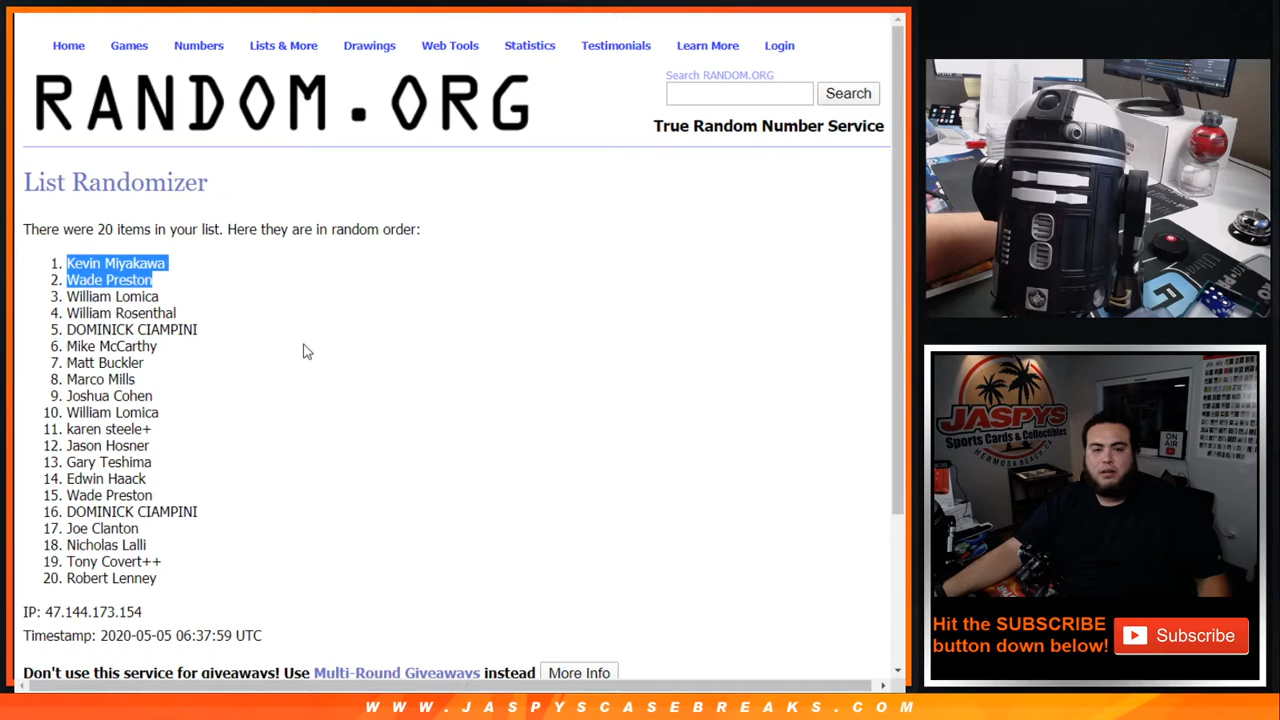 Home Games Numbers Lists & More Drawings Web Tools Statistics Testimonials Learn More Login
RANDOM.ORG
Search RANDOM.ORG
Search
True Random Number Service
List Randomizer
There were 20 items in your list. Here they are in random order:
1. Kevin Miyakawa
2. Wade Preston
3. William Lomica
4. William Rosenthal
5. DOMINICK CIAMPINI
6. Mike McCarthy
7. Matt Buckler
8. Marco Mills
9. Joshua Cohen
10. William Lomica
11. karen steele+
12. Jason Hosner
13. Gary Teshima
14. Edwin Haack
15. Wade Preston
16. DOMINICK CIAMPINI
17. Joe Clanton
18. Nicholas Lalli
19. Tony Covert++
20. Robert Lenney
IP: 47.144.173.154
Timestamp: 2020-05-05 06:37:59 UTC
Don't use this service for giveaways! Use Multi-Round Giveaways instead More Info
JASPYS
Sports Cards & Collectibles
HERMOSA BEACH, CA
ON AIR
Hit the SUBSCRIBE
button down below!
Subscribe
WWW.JASPYSCASEBREAKS.COM